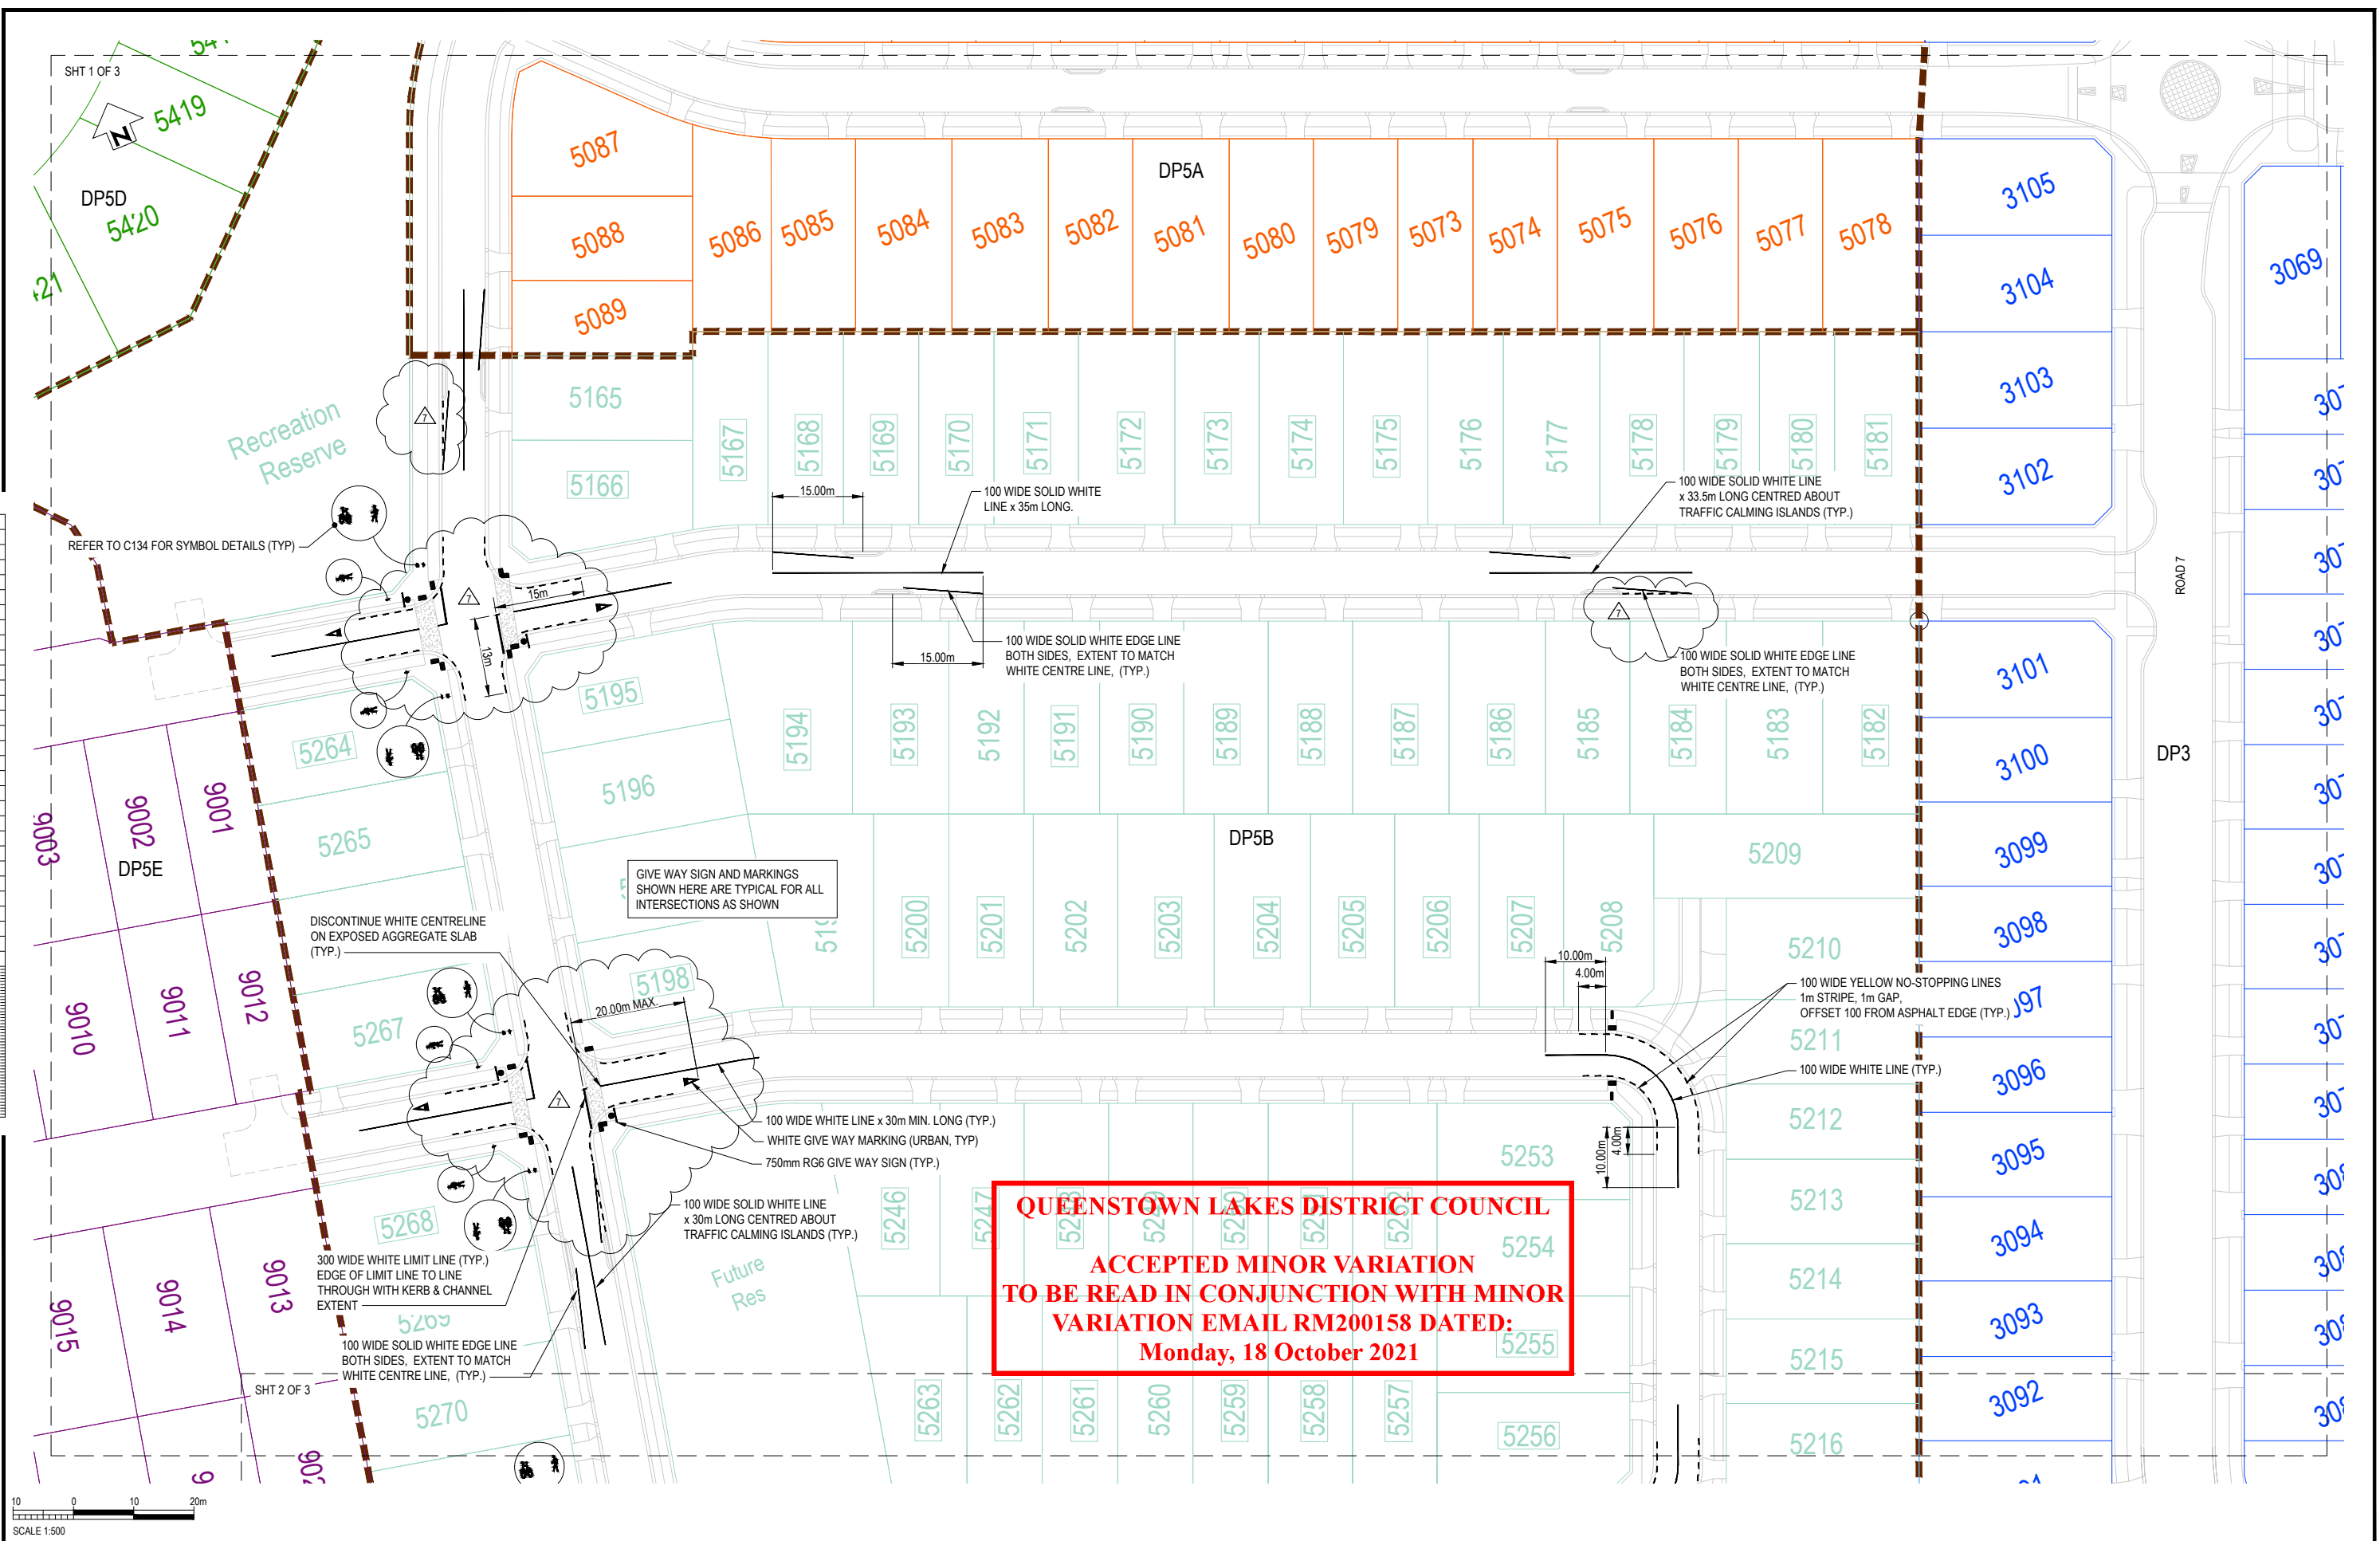 SHT 1 OF 3
5419
N
DP5D
5420
5087
5088
5089
DP5A
5086
5085
5084
5083
5082
5081
5080
5079
5073
5074
5075
5076
5077
5078
3105
3104
3103
3102
3069
Recreation
Reserve
5165
5166
7
5167
5168
5169
5170
5171
5172
5173
5174
5175
5176
5177
5178
5179
5180
5181
15.00m
100 WIDE SOLID WHITE
LINE x 35m LONG.
100 WIDE SOLID WHITE LINE
x 33.5m LONG CENTRED ABOUT
TRAFFIC CALMING ISLANDS (TYP.)
REFER TO C134 FOR SYMBOL DETAILS (TYP)
7
15m
13m
ROAD 7
7
100 WIDE SOLID WHITE EDGE LINE
BOTH SIDES, EXTENT TO MATCH
WHITE CENTRE LINE, (TYP.)
15.00m
100 WIDE SOLID WHITE EDGE LINE
BOTH SIDES, EXTENT TO MATCH
WHITE CENTRE LINE, (TYP.)
5195
5196
5194
5193
5192
5191
5190
5189
5188
5187
5186
5185
5184
5183
5182
3101
3100
DP3
5264
5265
9003
9002
9001
DP5E
DP5B
5209
3099
3098
GIVE WAY SIGN AND MARKINGS
SHOWN HERE ARE TYPICAL FOR ALL
INTERSECTIONS AS SHOWN
5200
5201
5202
5203
5204
5205
5206
5207
5208
DISCONTINUE WHITE CENTRELINE
ON EXPOSED AGGREGATE SLAB
(TYP.)
9010
9011
9012
5267
5198
20.00m MAX.
10.00m
4.00m
5210
100 WIDE YELLOW NO-STOPPING LINES
1m STRIPE, 1m GAP,
OFFSET 100 FROM ASPHALT EDGE (TYP.)
5211
100 WIDE WHITE LINE (TYP.)
3096
7
100 WIDE WHITE LINE x 30m MIN. LONG (TYP.)
WHITE GIVE WAY MARKING (URBAN, TYP)
750mm RG6 GIVE WAY SIGN (TYP.)
5212
10.00m
4.00m
5253
3095
100 WIDE SOLID WHITE LINE
x 30m LONG CENTRED ABOUT
TRAFFIC CALMING ISLANDS (TYP.)
5246
5247
5268
300 WIDE WHITE LIMIT LINE (TYP.)
EDGE OF LIMIT LINE TO LINE
THROUGH WITH KERB & CHANNEL
EXTENT
Future
Res
QUEENSTOWN LAKES DISTRICT COUNCIL
ACCEPTED MINOR VARIATION
TO BE READ IN CONJUNCTION WITH MINOR
VARIATION EMAIL RM200158 DATED:
Monday, 18 October 2021
5254
5255
5213
5214
5215
3094
3093
9015
9014
9013
5269
100 WIDE SOLID WHITE EDGE LINE
BOTH SIDES, EXTENT TO MATCH
WHITE CENTRE LINE, (TYP.)
SHT 2 OF 3
5270
5263
5262
5261
5260
5259
5258
5257
5256
5216
3092
10 0 10 20m
SCALE 1:500